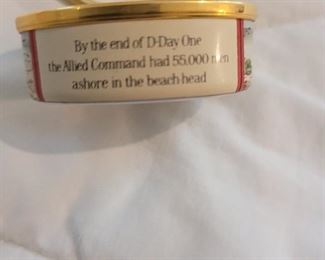 By the end of D-Day One
the Allied Command had 55,000 men
ashore in the beach-head